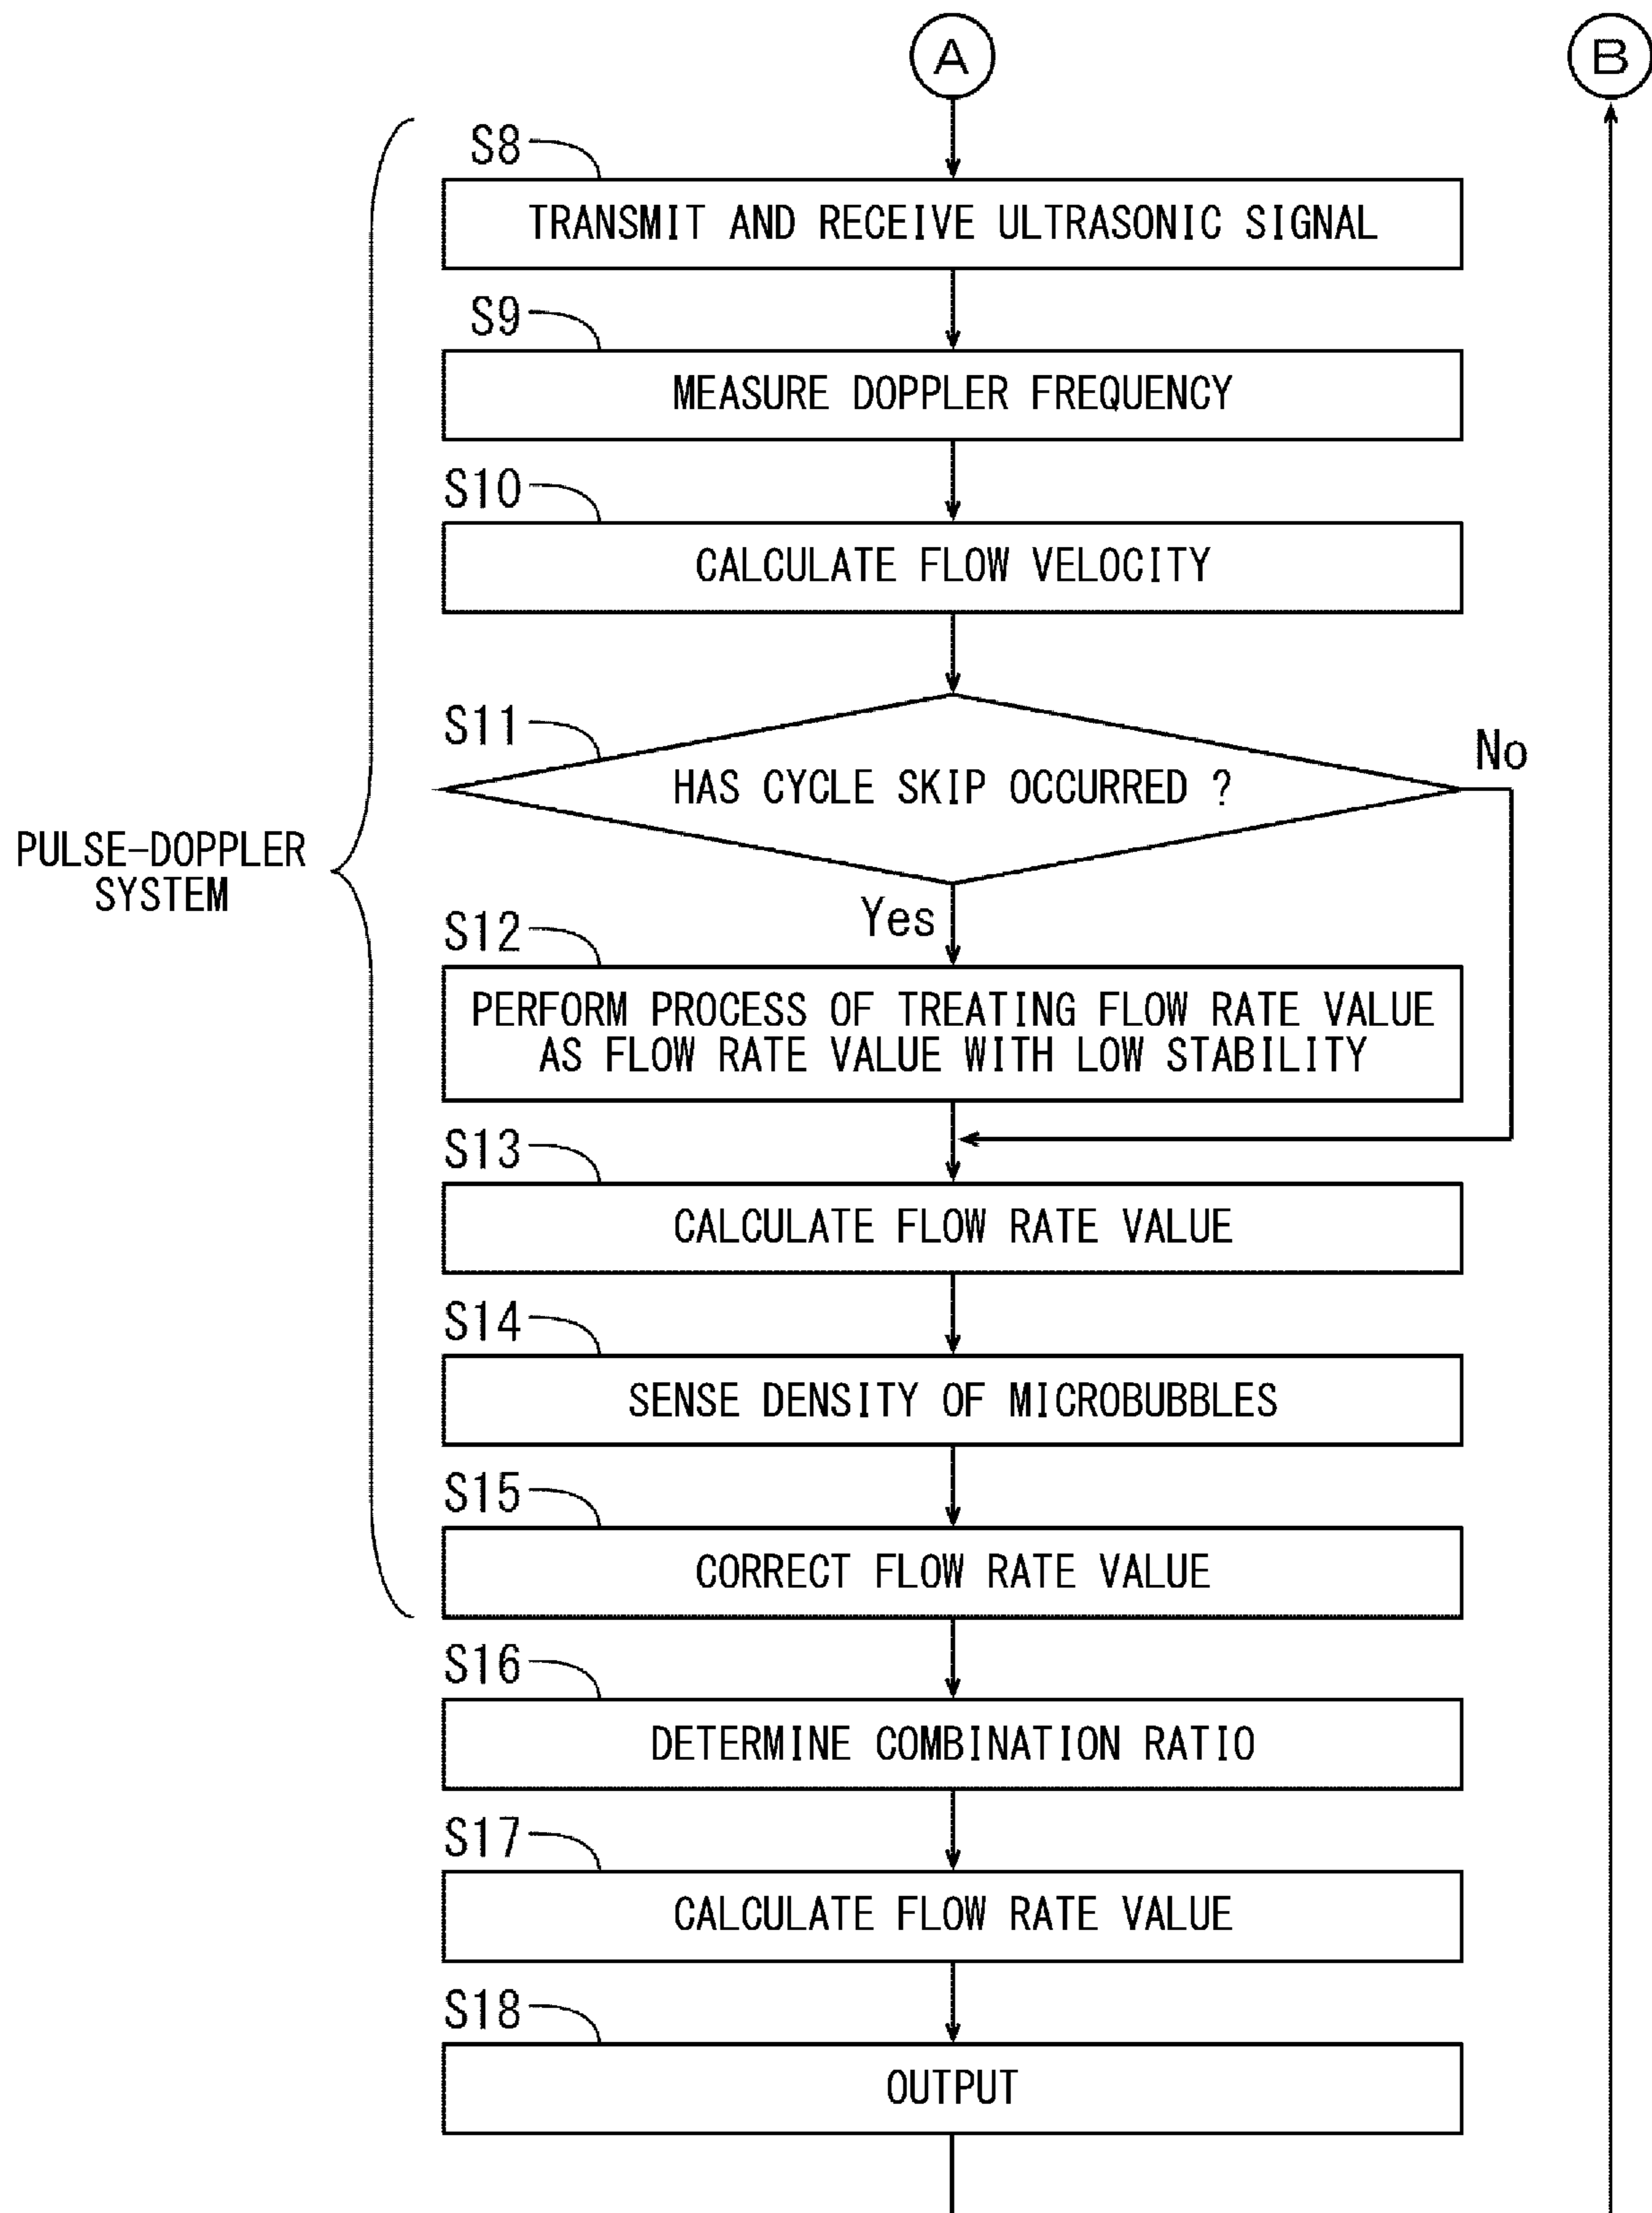 A
B
S8
TRANSMIT AND RECEIVE ULTRASONIC SIGNAL
S9
MEASURE DOPPLER FREQUENCY
S10
CALCULATE FLOW VELOCITY
S11
HAS CYCLE SKIP OCCURRED ?
No
PULSE-DOPPLER
SYSTEM
Yes
S12
PERFORM PROCESS OF TREATING FLOW RATE VALUE
AS FLOW RATE VALUE WITH LOW STABILITY
S13
CALCULATE FLOW RATE VALUE
S14
SENSE DENSITY OF MICROBUBBLES
S15
CORRECT FLOW RATE VALUE
S16
DETERMINE COMBINATION RATIO
S17
CALCULATE FLOW RATE VALUE
S18
OUTPUT